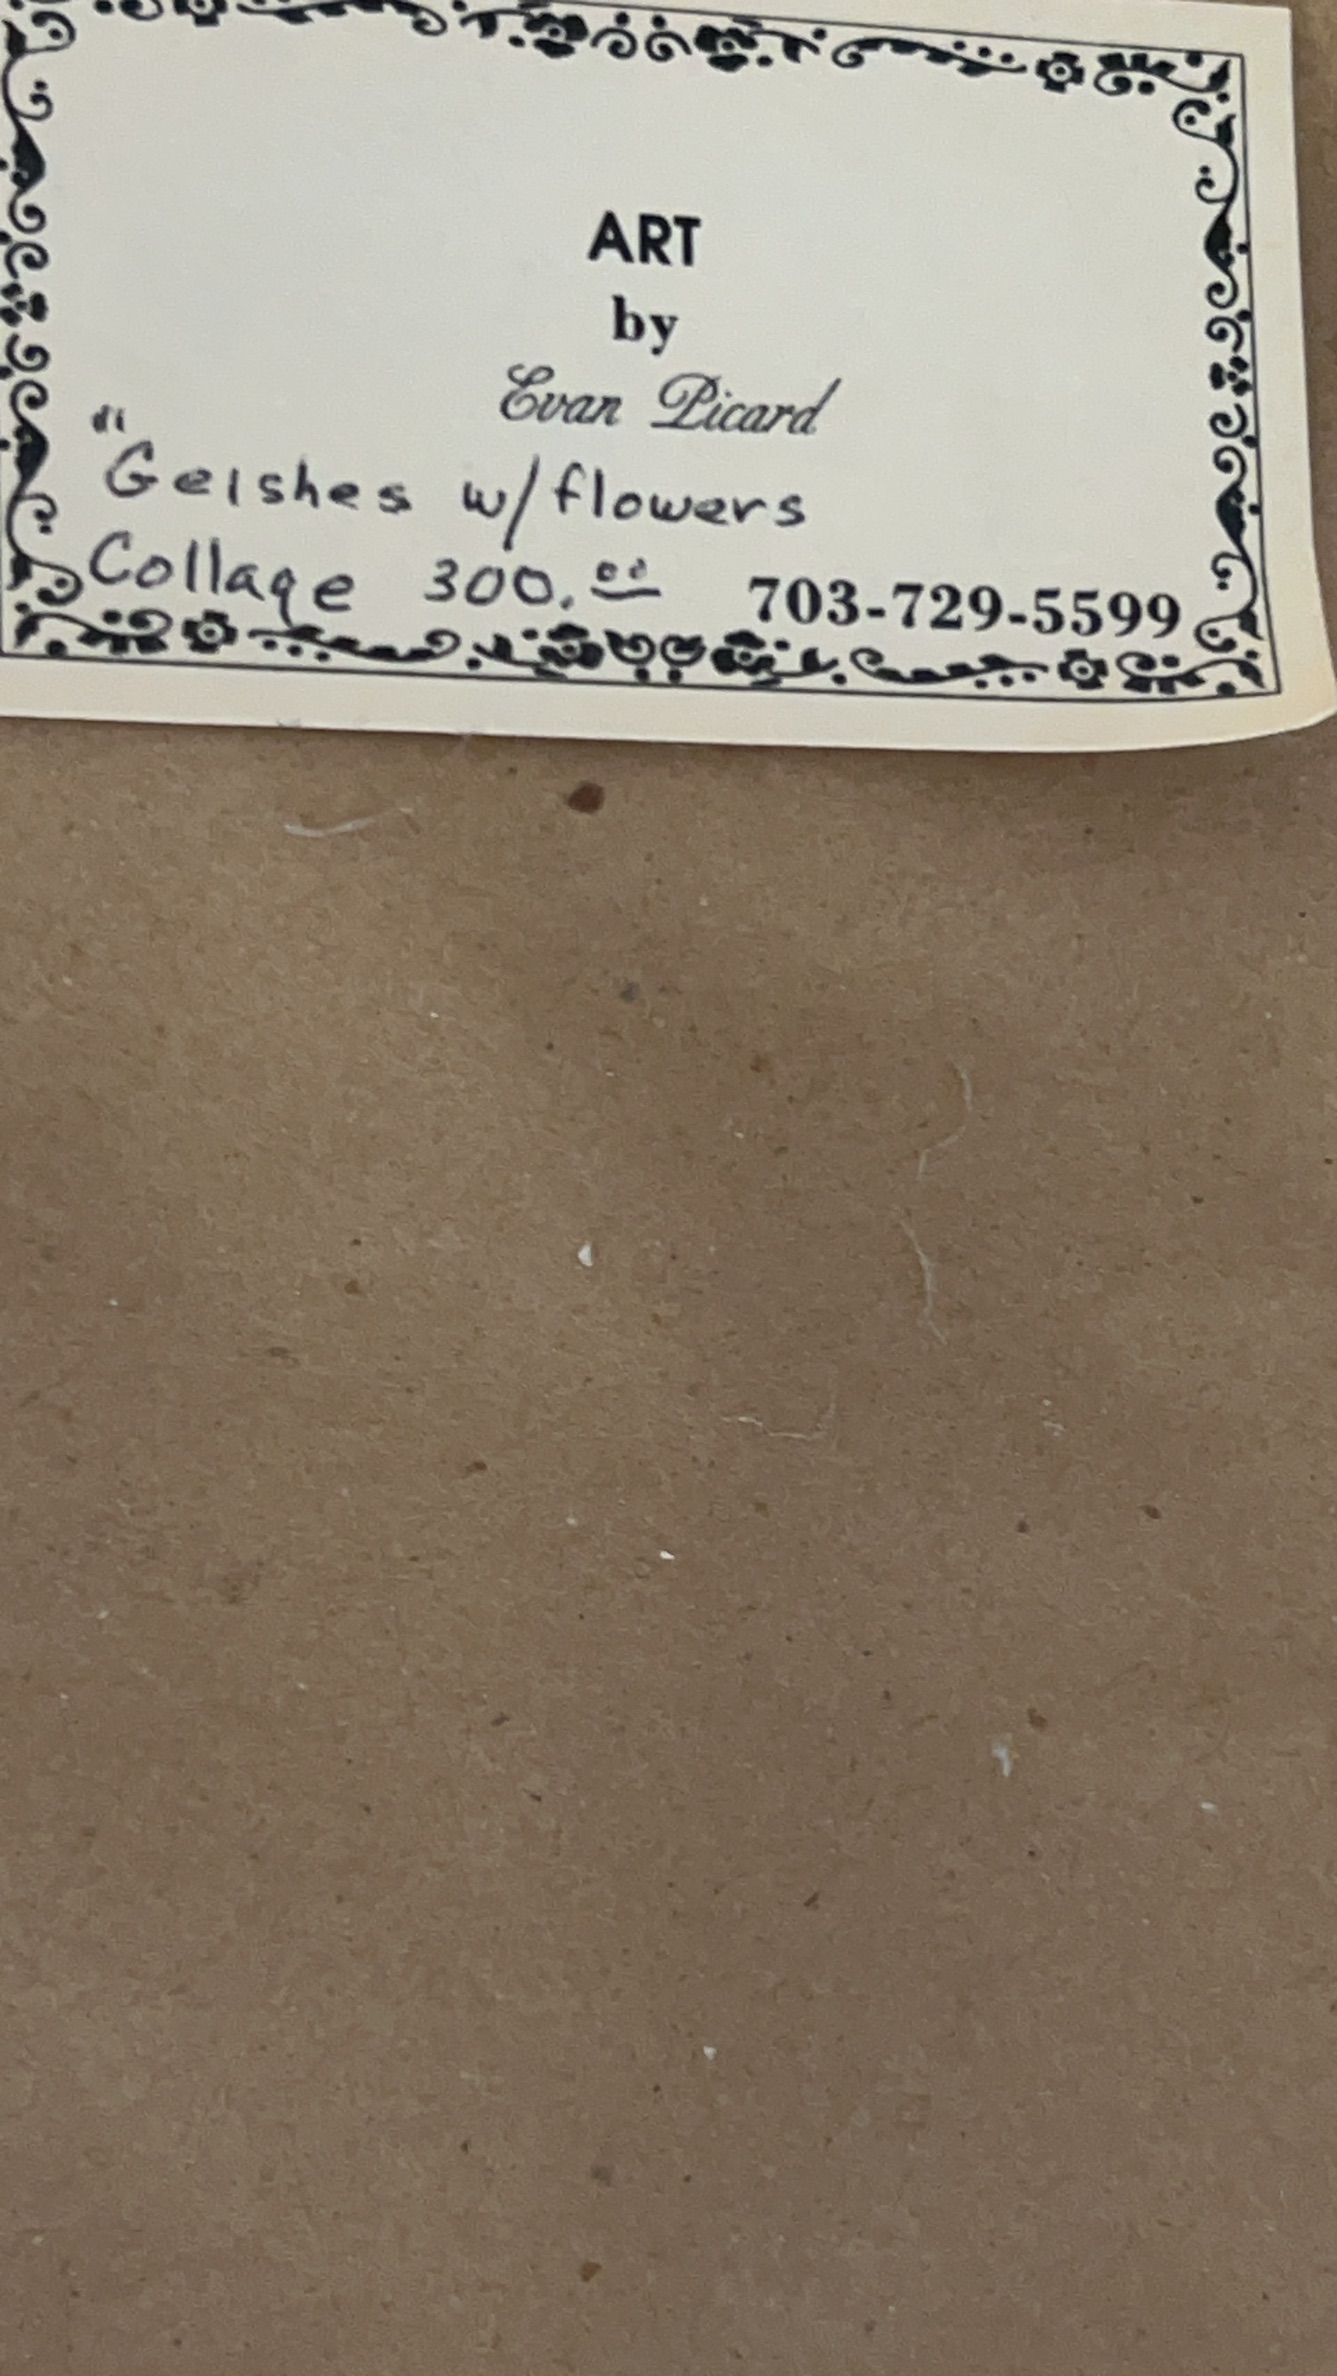 ART
by
Evan Picard
"Geishes w/flowers
Collage 300.00 703-729-5599